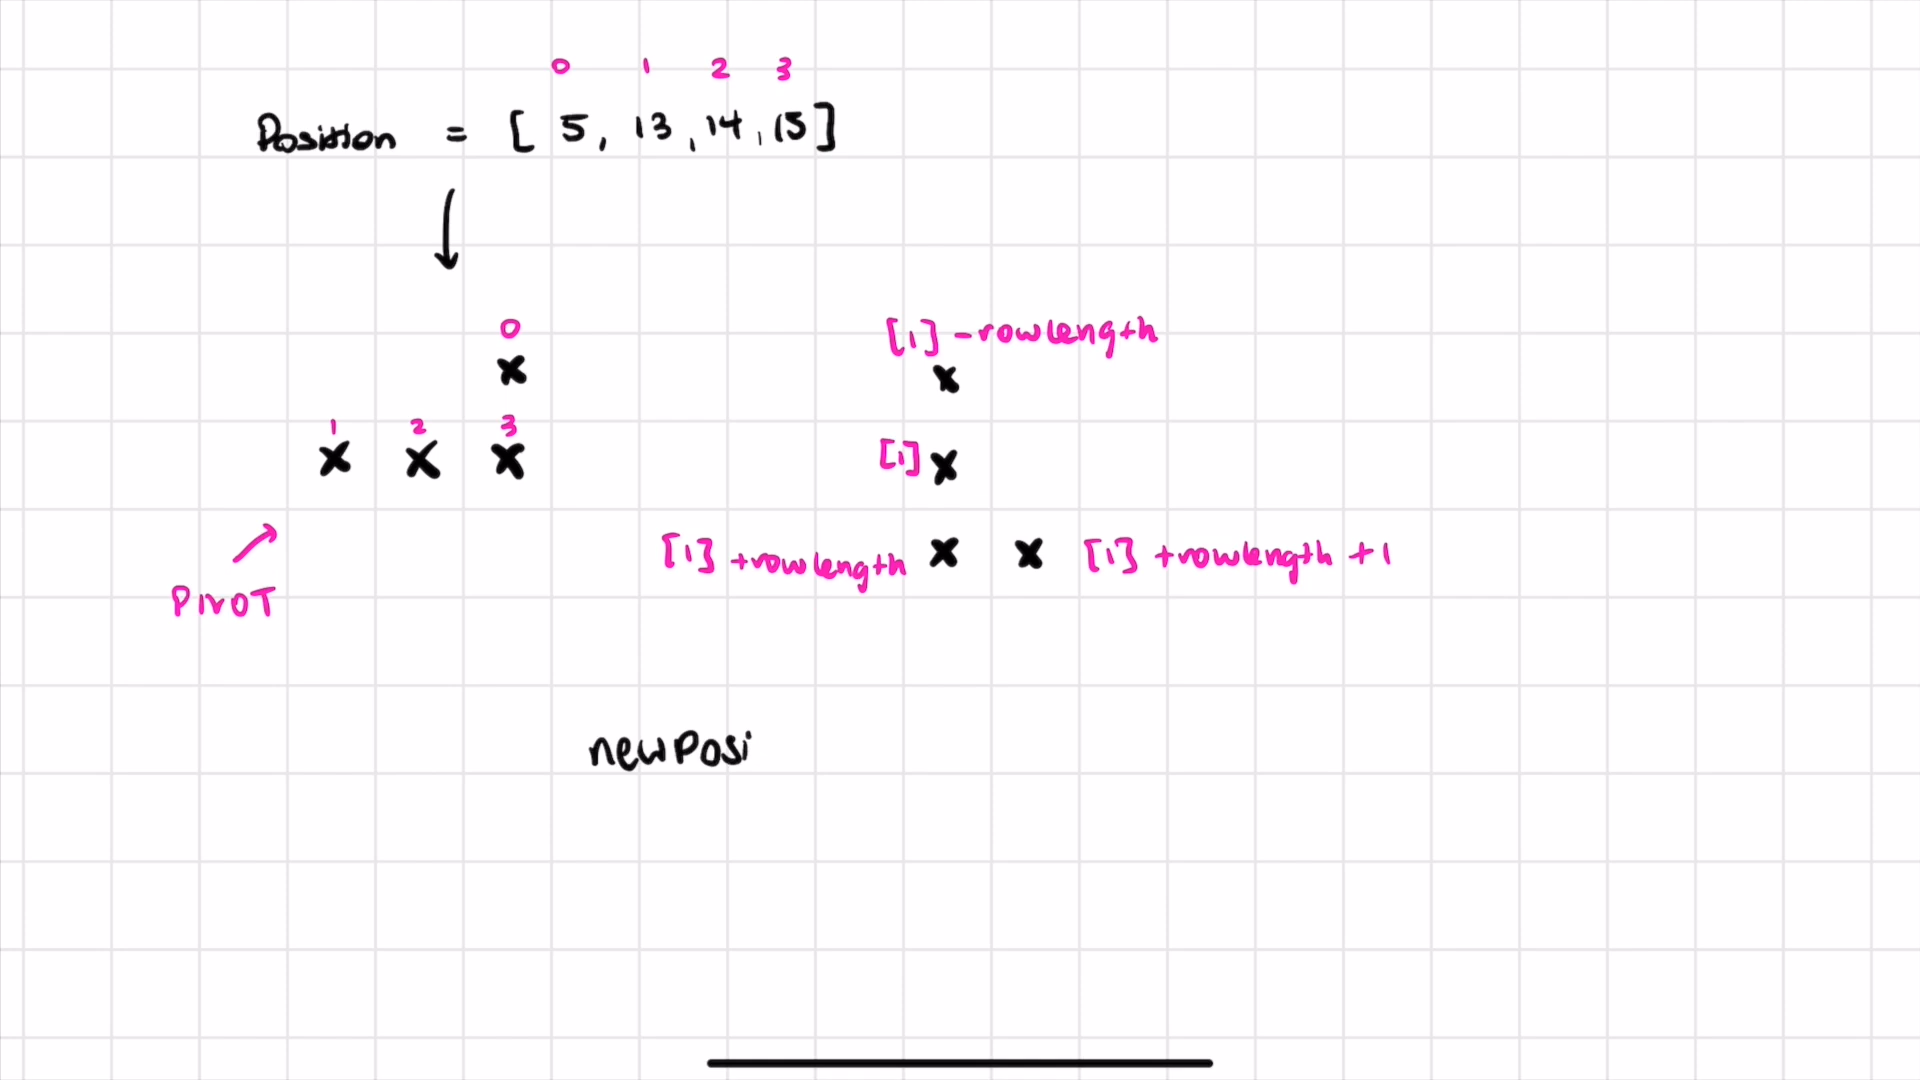 0 1 2 3
Position = [ 5, 13, 14, 15]
0
[1] -rowlength
1 2 3
[1]
[1] +rowlength
[1] +rowlength +1
PIVOT
newPosi